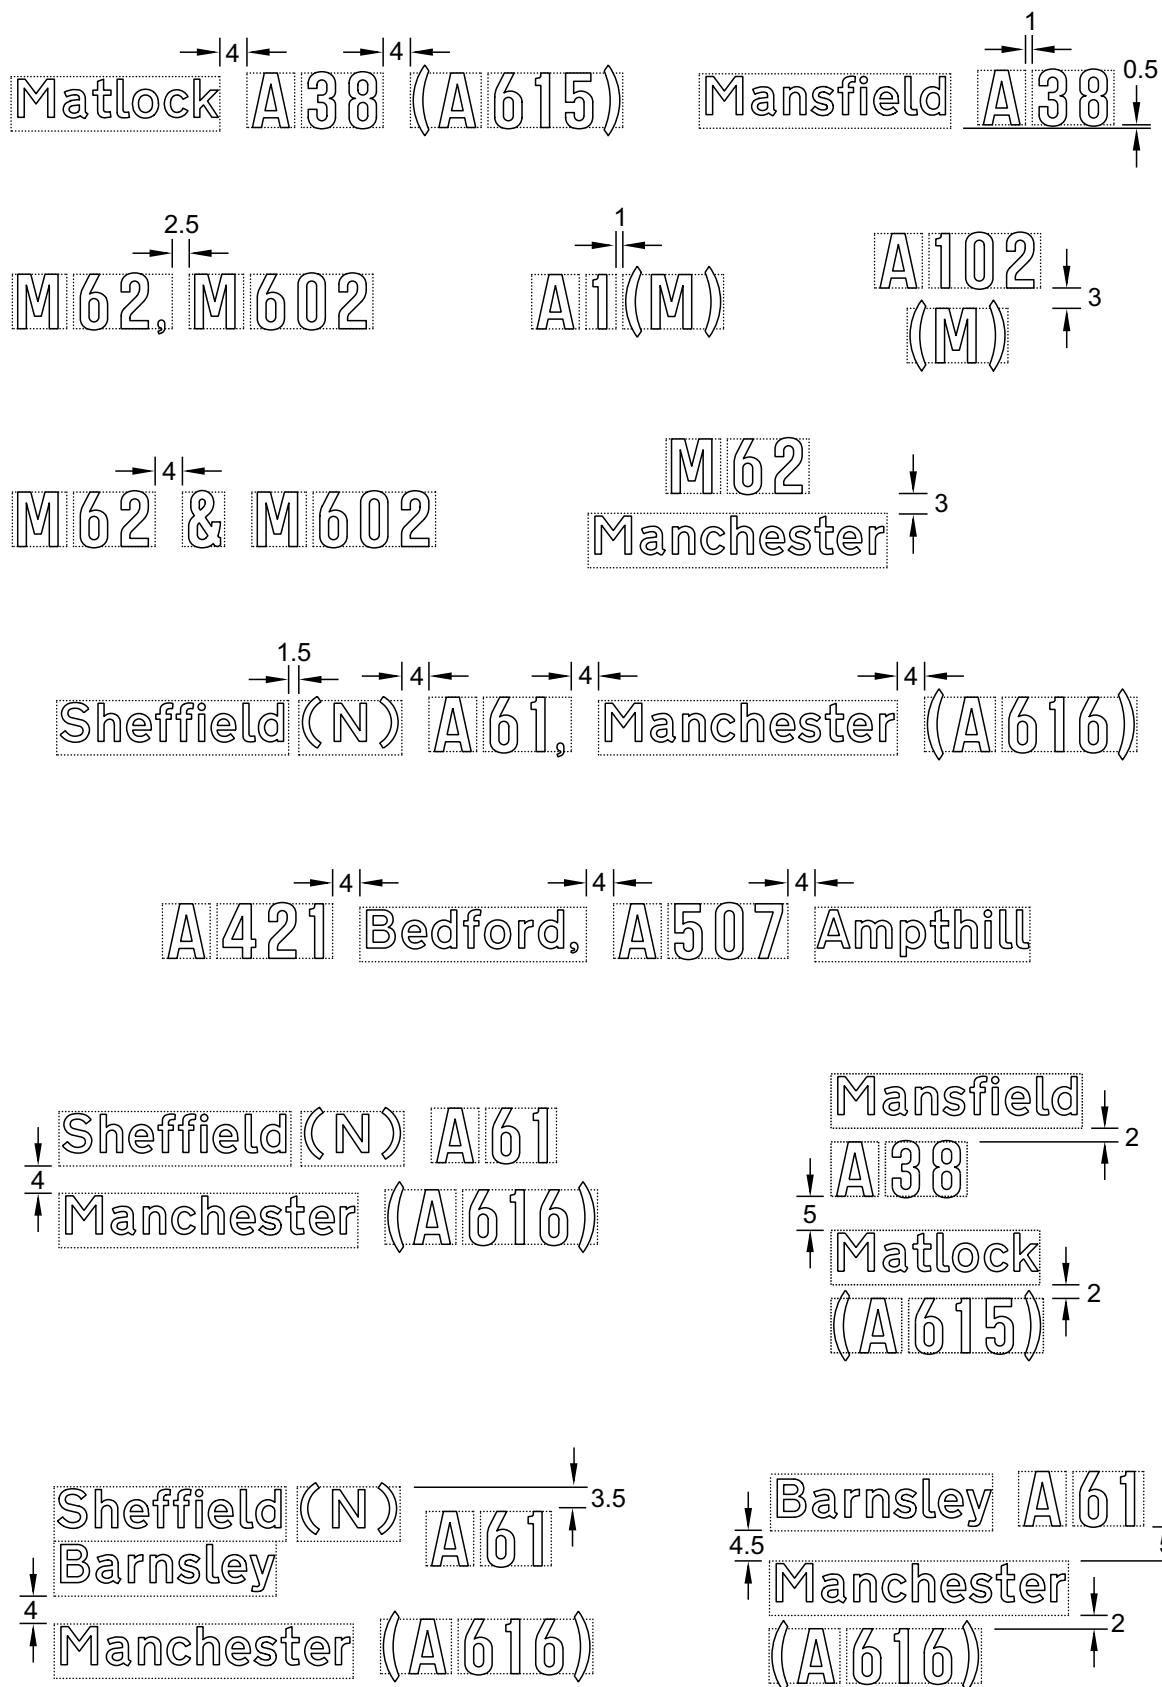 4 4 1
0.5
Matlock A38 (A615) Mansfield A38
2.5 1
M62, M602 A1(M) A102
3
(M)
4 M62
3
M62 & M602 Manchester
1.5 4 4 4
Sheffield (N) A61, Manchester (A616)
4 4 4
A421 Bedford, A507 Ampthill
Mansfield
2
Sheffield (N) A61 A38
4 5
Manchester (A616) Matlock
2
(A615)
3.5
Sheffield (N) A61 Barnsley A61
Barnsley 4.5
4 Manchester
2
Manchester (A616) (A616)